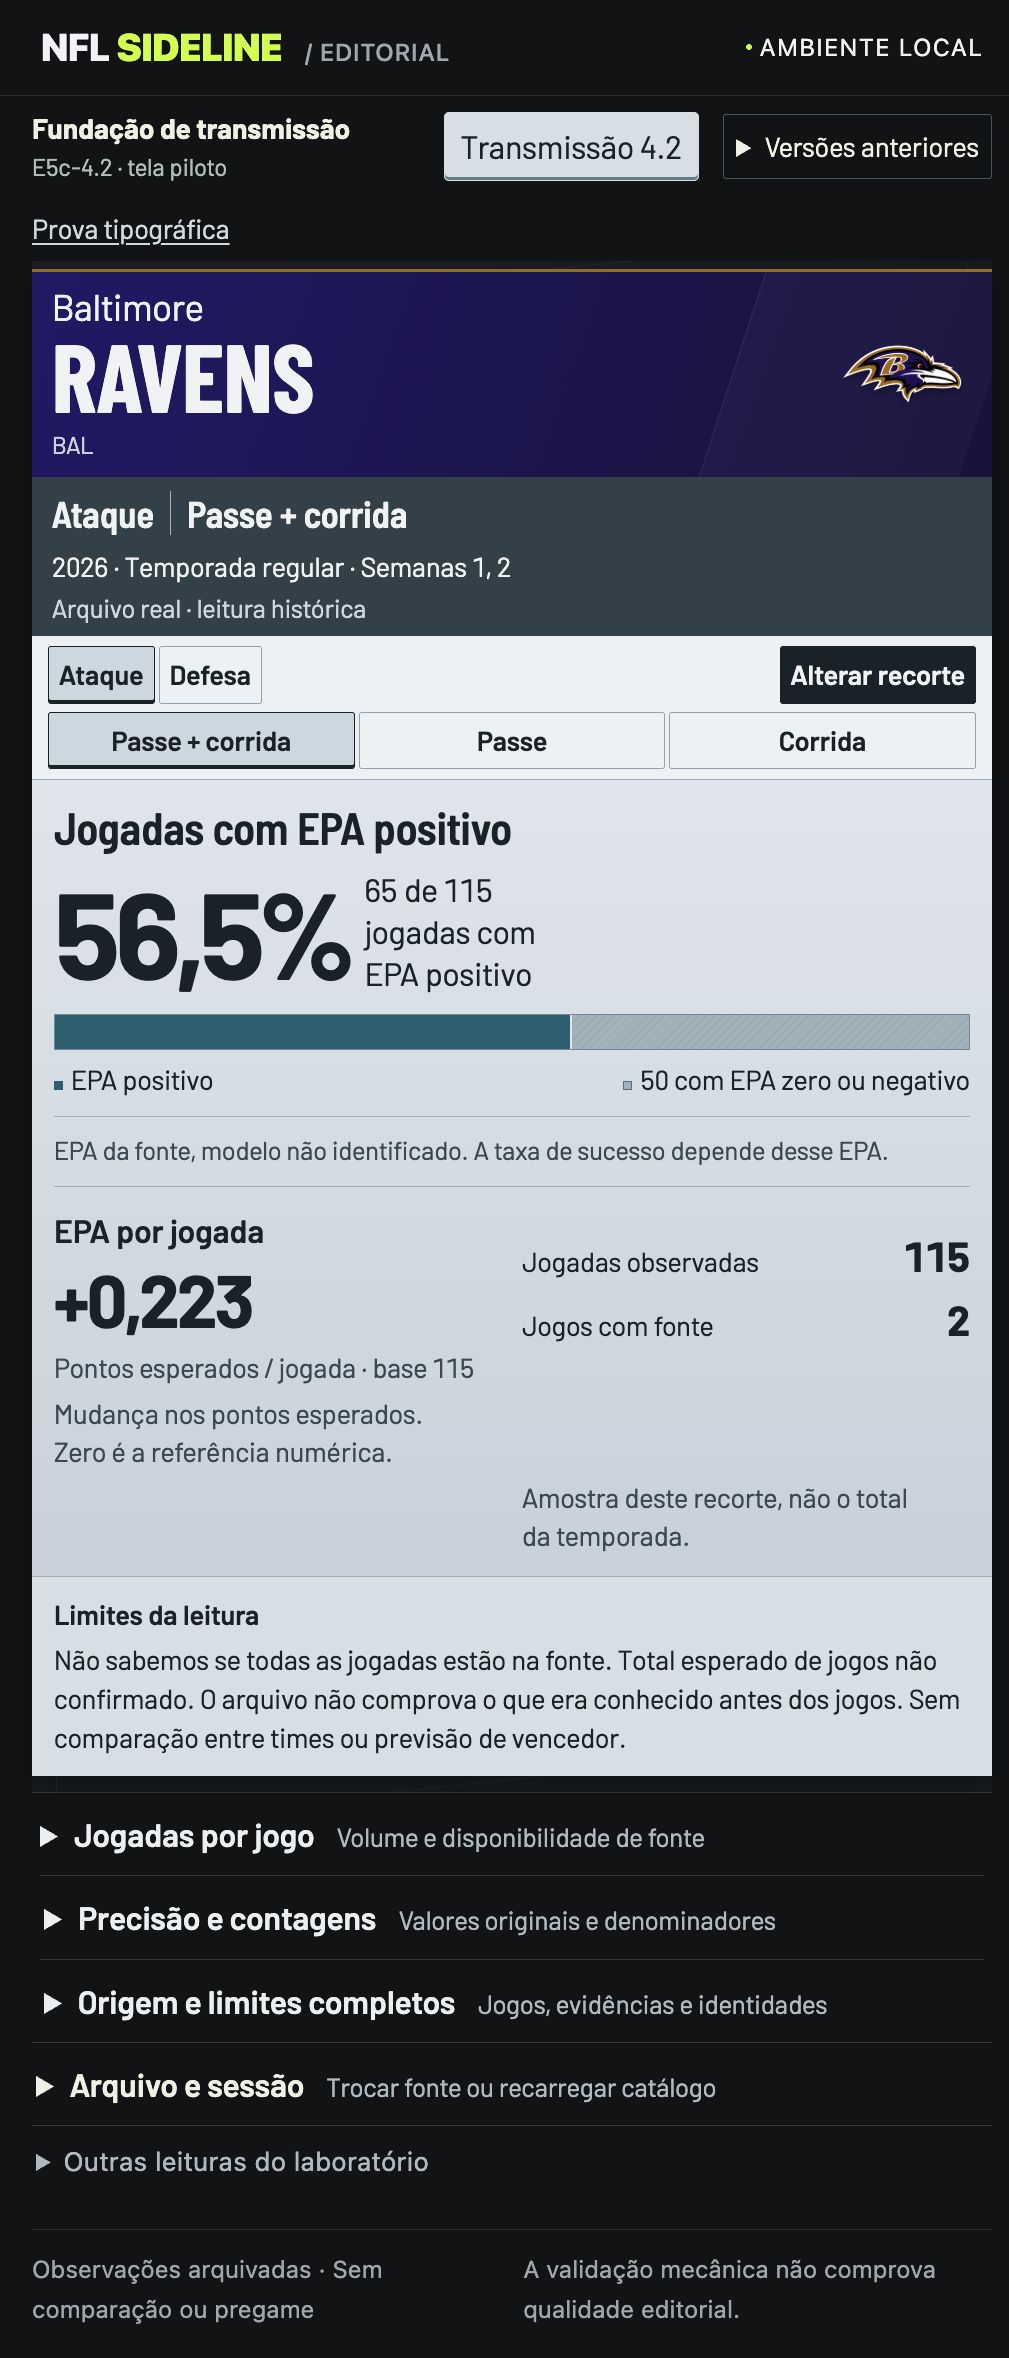 NFL SIDELINE / EDITORIAL
• AMBIENTE LOCAL
Fundação de transmissão
E5c-4.2 · tela piloto
Transmissão 4.2
▶ Versões anteriores
Prova tipográfica
Baltimore
RAVENS
BAL
B
Ataque | Passe + corrida
2026 · Temporada regular · Semanas 1, 2
Arquivo real · leitura histórica
Ataque
Defesa
Alterar recorte
Passe + corrida
Passe
Corrida
Jogadas com EPA positivo
56,5%
65 de 115
jogadas com
EPA positivo
EPA positivo
50 com EPA zero ou negativo
EPA da fonte, modelo não identificado. A taxa de sucesso depende desse EPA.
EPA por jogada
+0,223
Pontos esperados / jogada · base 115
Mudança nos pontos esperados.
Zero é a referência numérica.
Jogadas observadas 115
Jogos com fonte 2
Amostra deste recorte, não o total
da temporada.
Limites da leitura
Não sabemos se todas as jogadas estão na fonte. Total esperado de jogos não
confirmado. O arquivo não comprova o que era conhecido antes dos jogos. Sem
comparação entre times ou previsão de vencedor.
▶ Jogadas por jogo Volume e disponibilidade de fonte
▶ Precisão e contagens Valores originais e denominadores
▶ Origem e limites completos Jogos, evidências e identidades
▶ Arquivo e sessão Trocar fonte ou recarregar catálogo
▶ Outras leituras do laboratório
Observações arquivadas · Sem
comparação ou pregame
A validação mecânica não comprova
qualidade editorial.